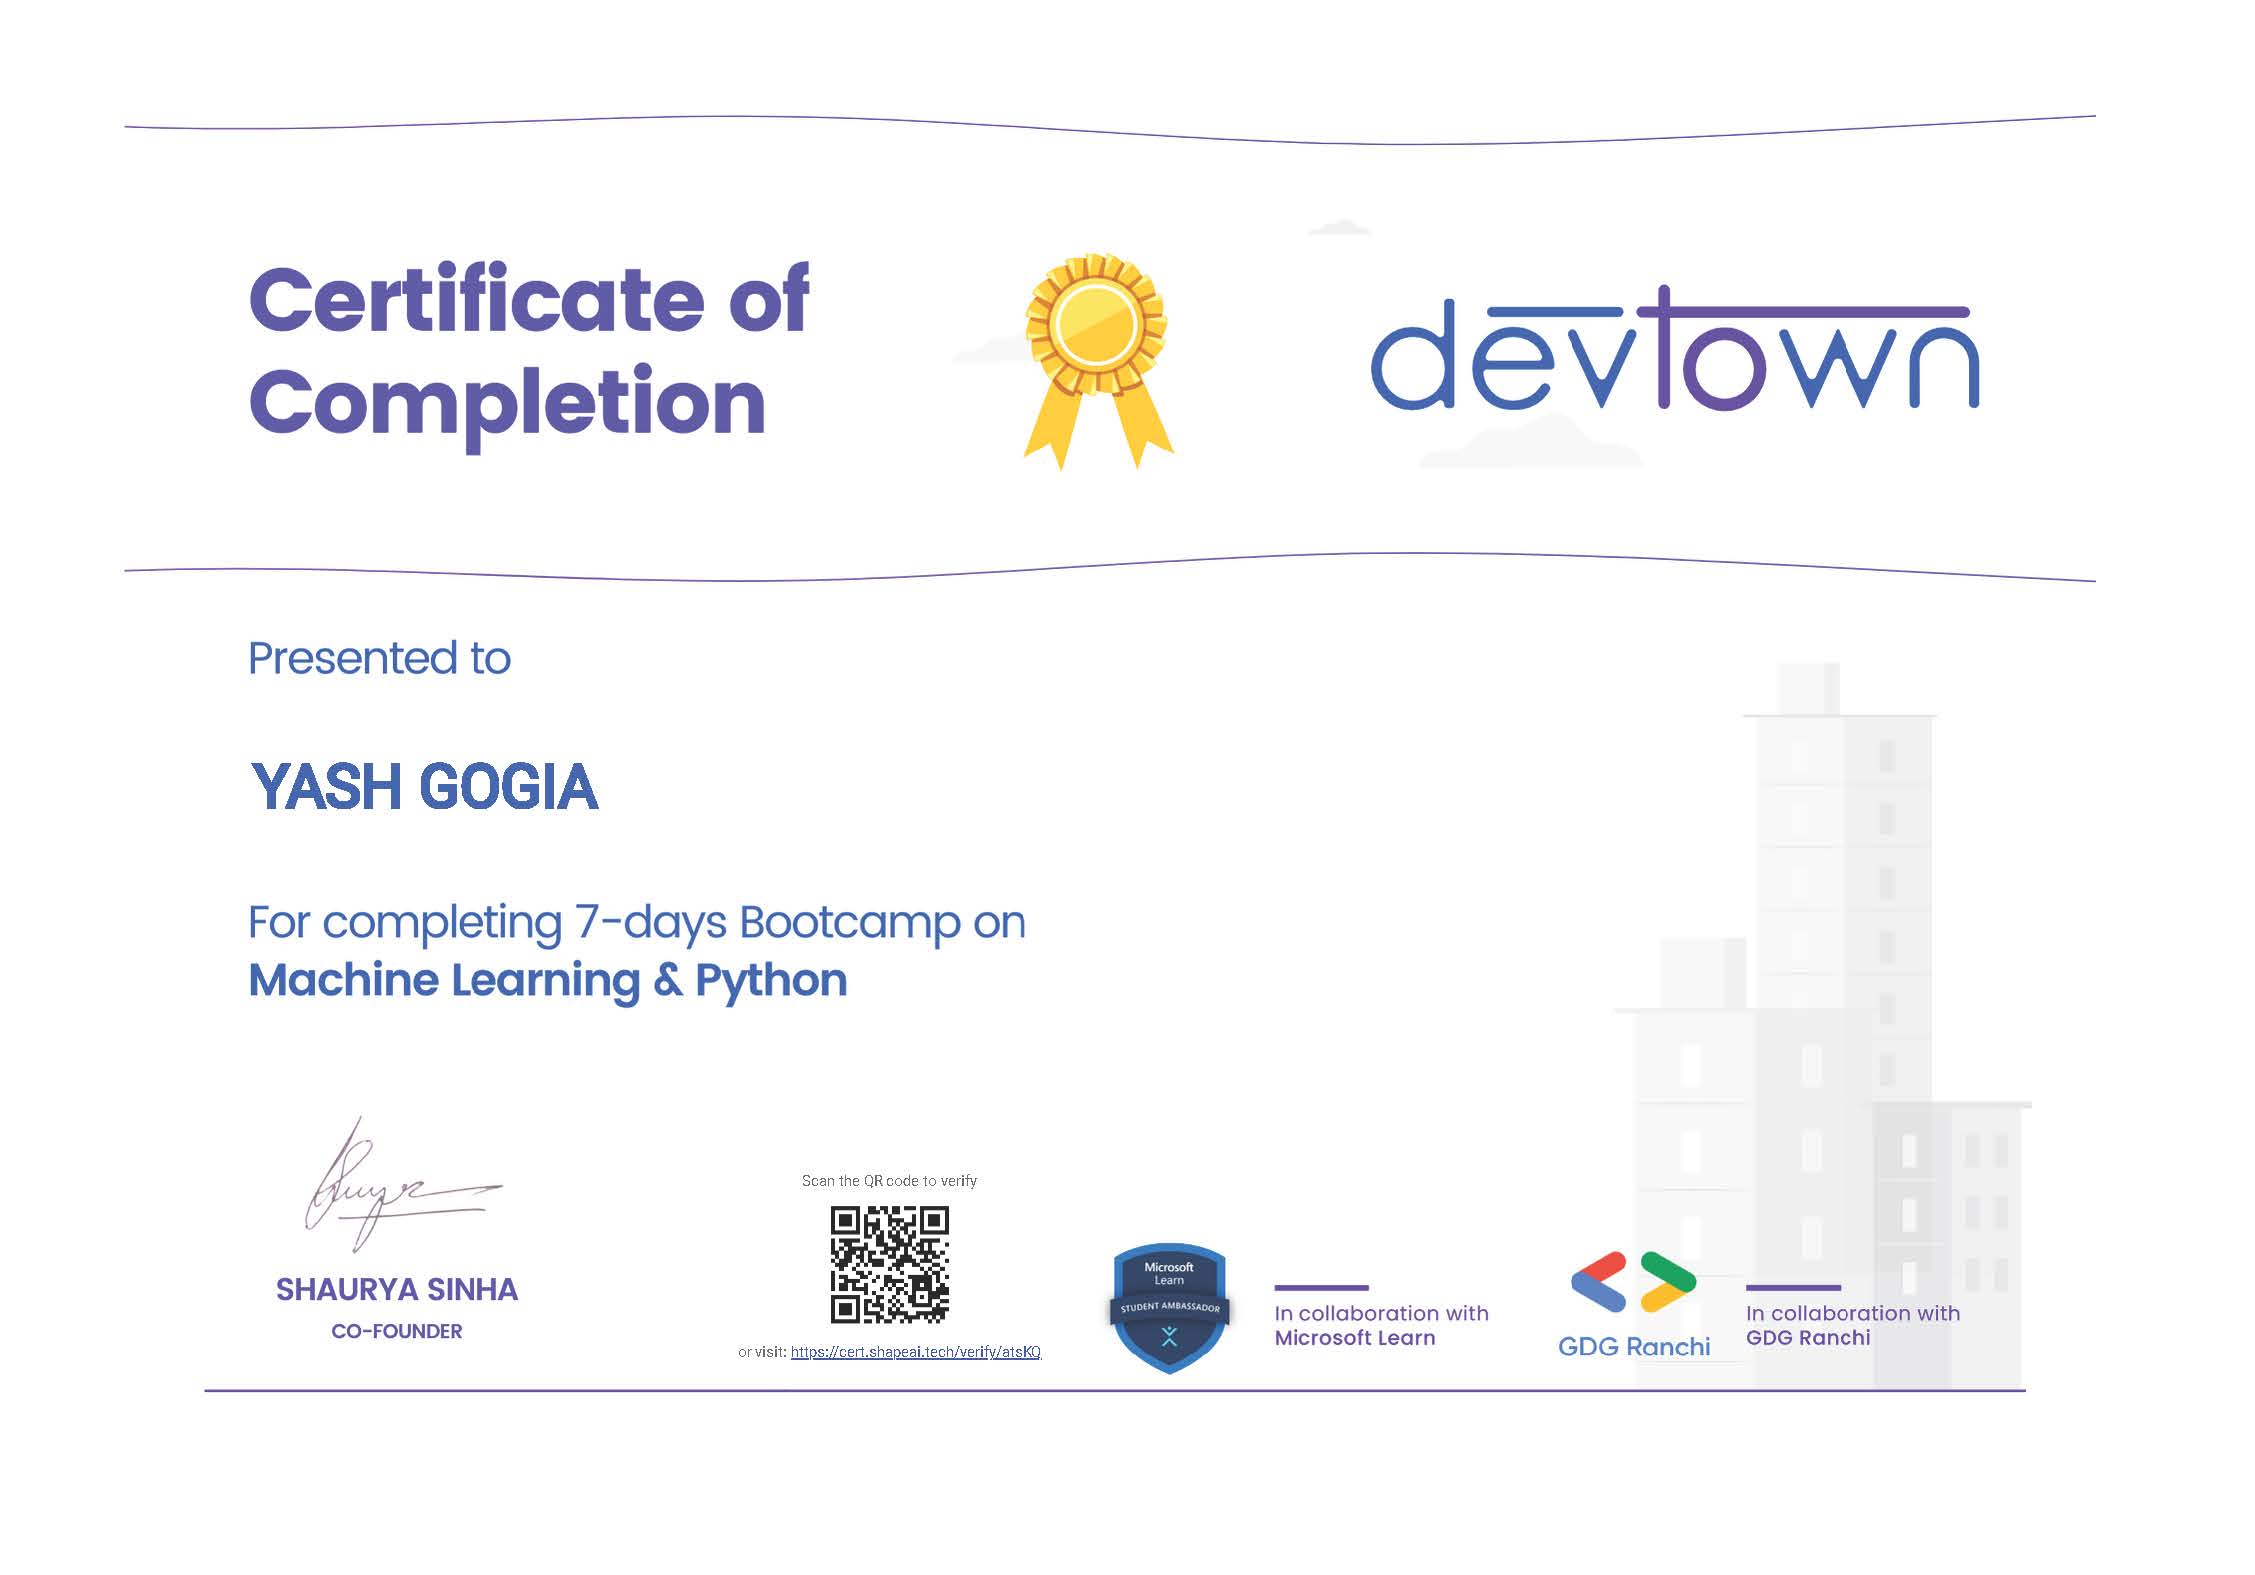 Certificate of
Completion
devtown
Presented to
YASH GOGIA
For completing 7-days Bootcamp on
Machine Learning & Python
SHAURYA SINHA
CO-FOUNDER
Scan the QR code to verify
or visit: https://cert.shapeai.tech/verify/atsKQ
Microsoft
Learn
STUDENT AMBASSADOR
In collaboration with
Microsoft Learn
GDG Ranchi
In collaboration with
GDG Ranchi